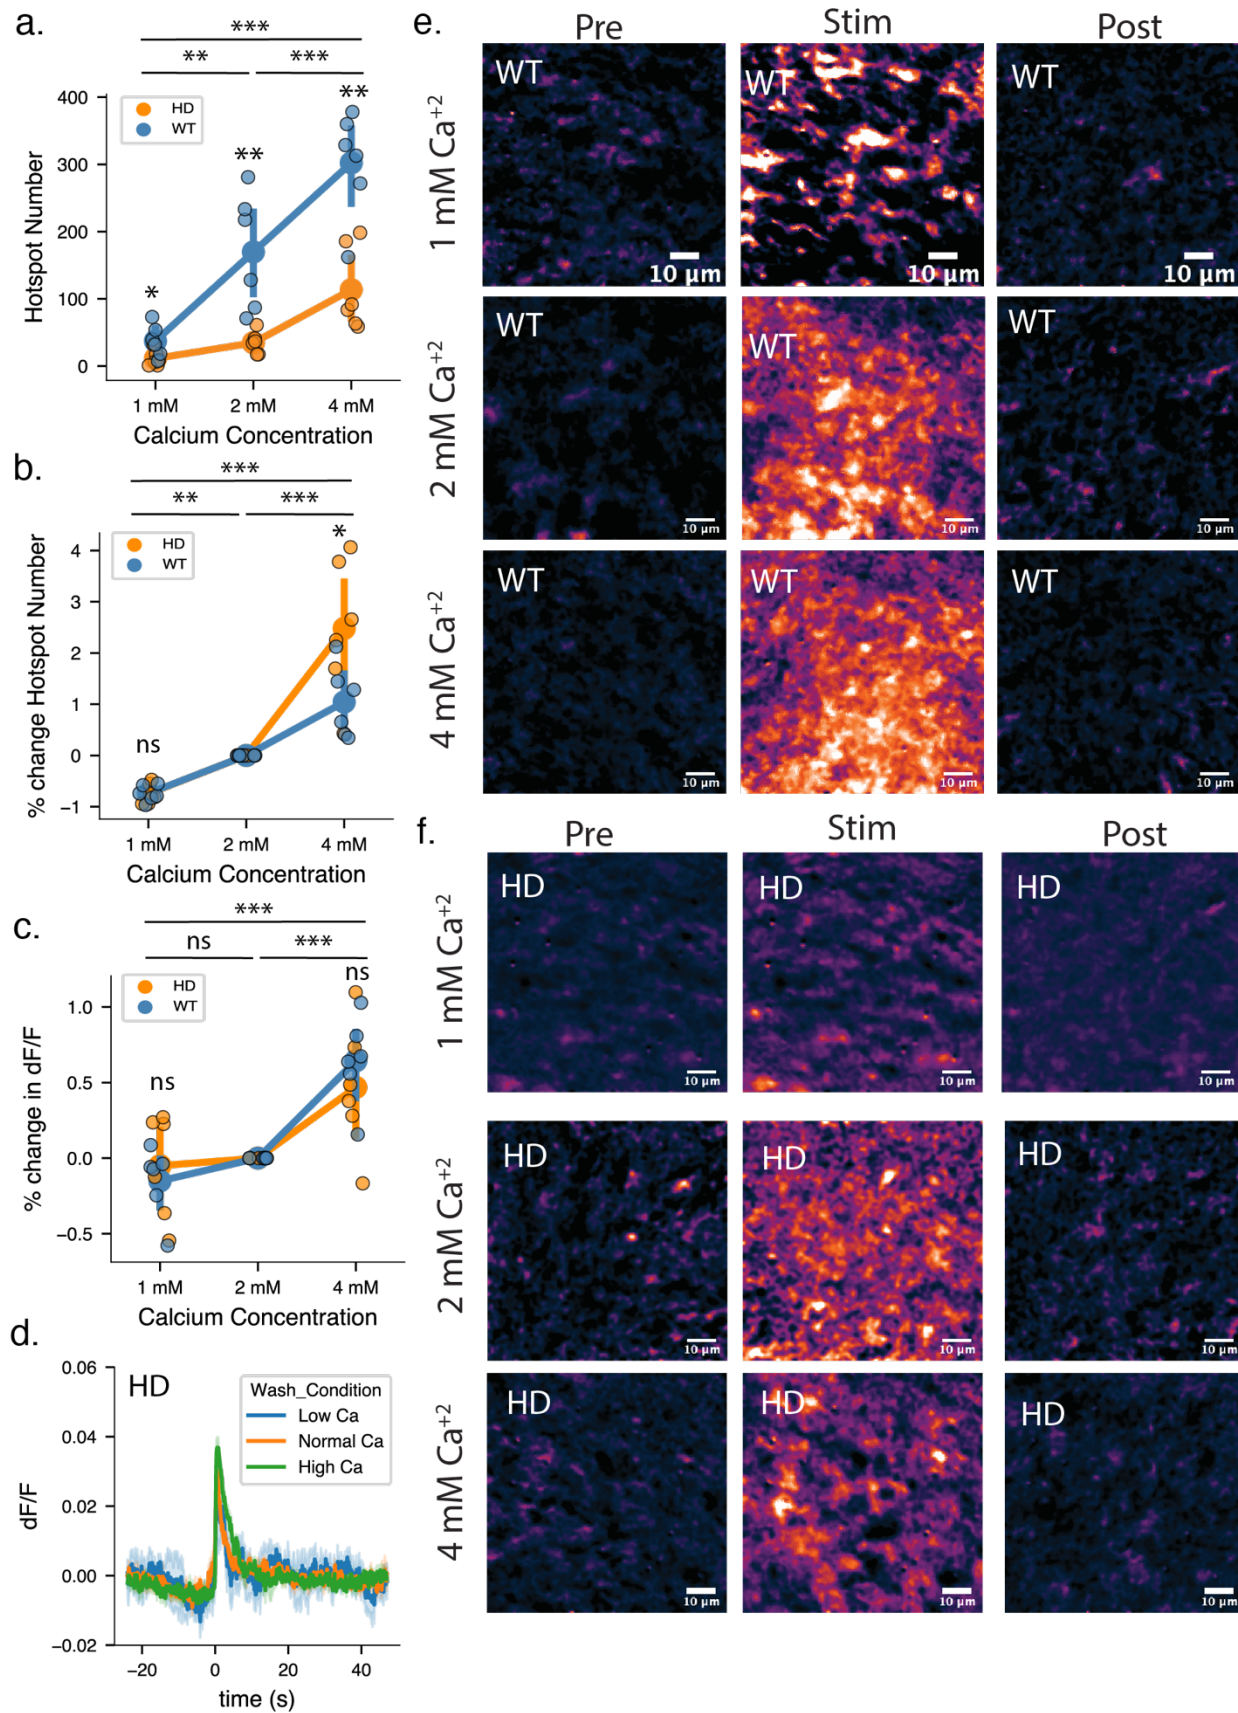 a.
***
** ***
400
300
200
100
0
HD
WT
*
**
**
Hotspot Number
1 mM 2 mM 4 mM
Calcium Concentration
b.
***
** ***
4
3
2
1
0
−1
HD
WT
ns
*
% change Hotspot Number
1 mM 2 mM 4 mM
Calcium Concentration
c.
***
ns ***
1.0
0.5
0.0
−0.5
HD
WT
ns
ns
% change in dF/F
1 mM 2 mM 4 mM
Calcium Concentration
d.
0.06
0.04
0.02
0.00
−0.02
HD
Wash_Condition
Low Ca
Normal Ca
High Ca
dF/F
−20 0 20 40
time (s)
e.
Pre Stim Post
1 mM Ca+2
WT WT WT
10 µm 10 µm 10 µm
2 mM Ca+2
WT WT WT
10 µm 10 µm 10 µm
4 mM Ca+2
WT WT WT
10 µm 10 µm 10 µm
f.
Pre Stim Post
1 mM Ca+2
HD HD HD
10 µm 10 µm 10 µm
2 mM Ca+2
HD HD HD
10 µm 10 µm 10 µm
4 mM Ca+2
HD HD HD
10 µm 10 µm 10 µm